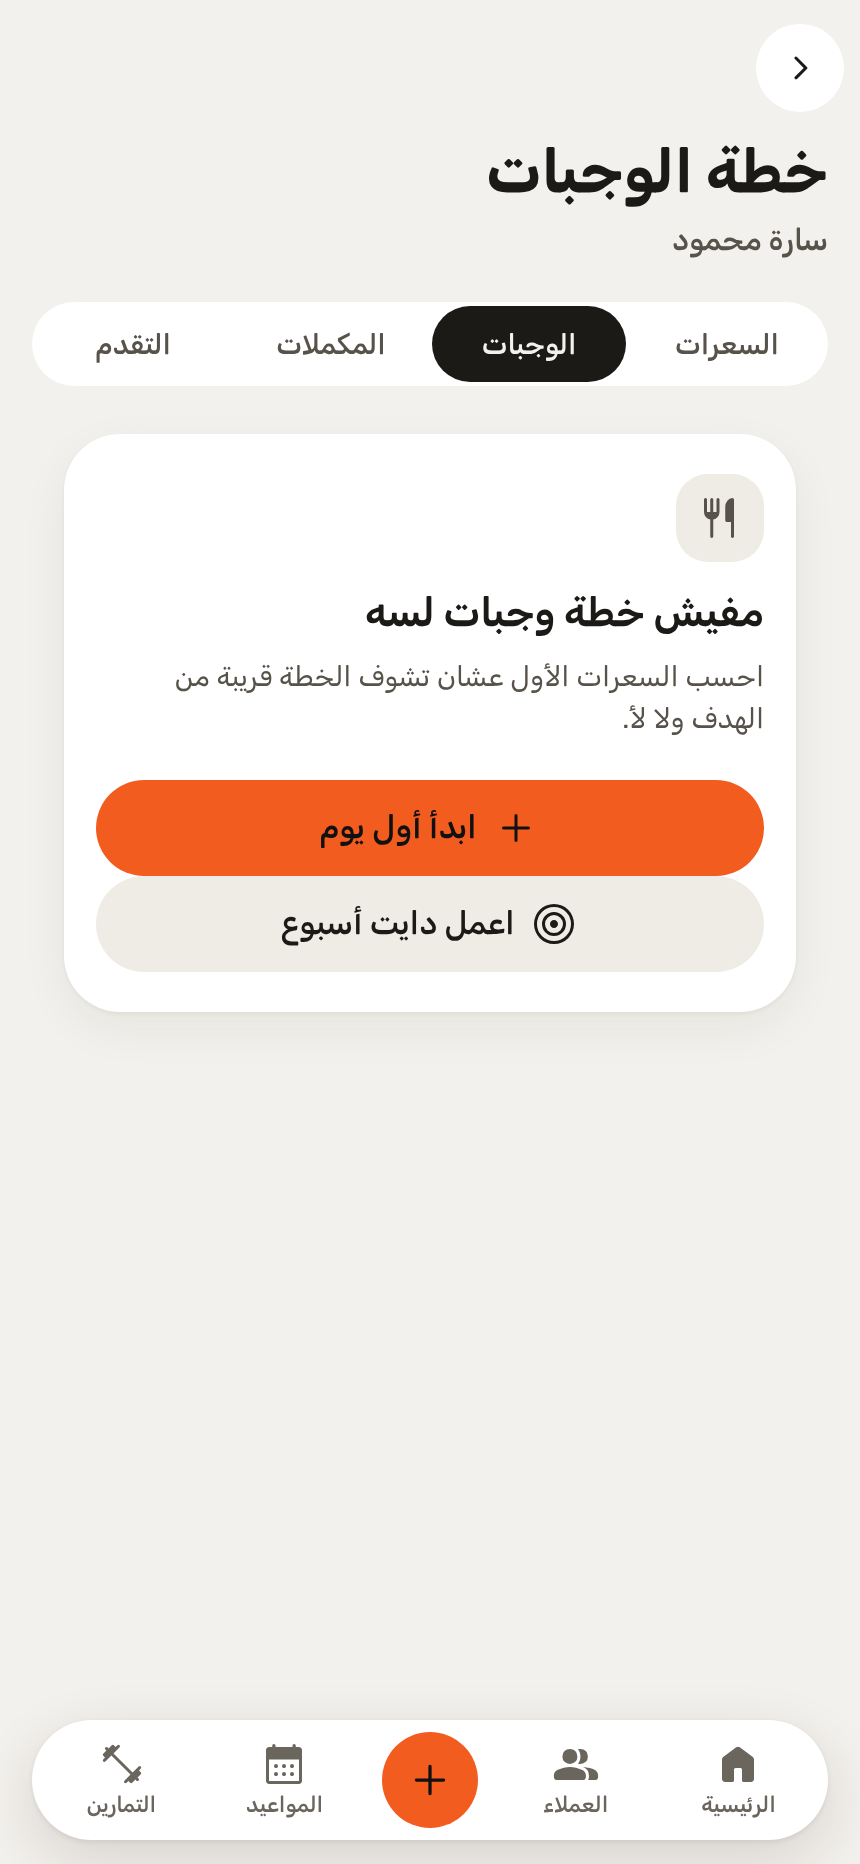 خطة الوجبات
سارة محمود
السعرات
الوجبات
المكملات
التقدم
مفيش خطة وجبات لسه
احسب السعرات الأول عشان تشوف الخطة قريبة من
الهدف ولا لأ.
ابدأ أول يوم
اعمل دايت أسبوع
الرئيسية
العملاء
المواعيد
التمارين